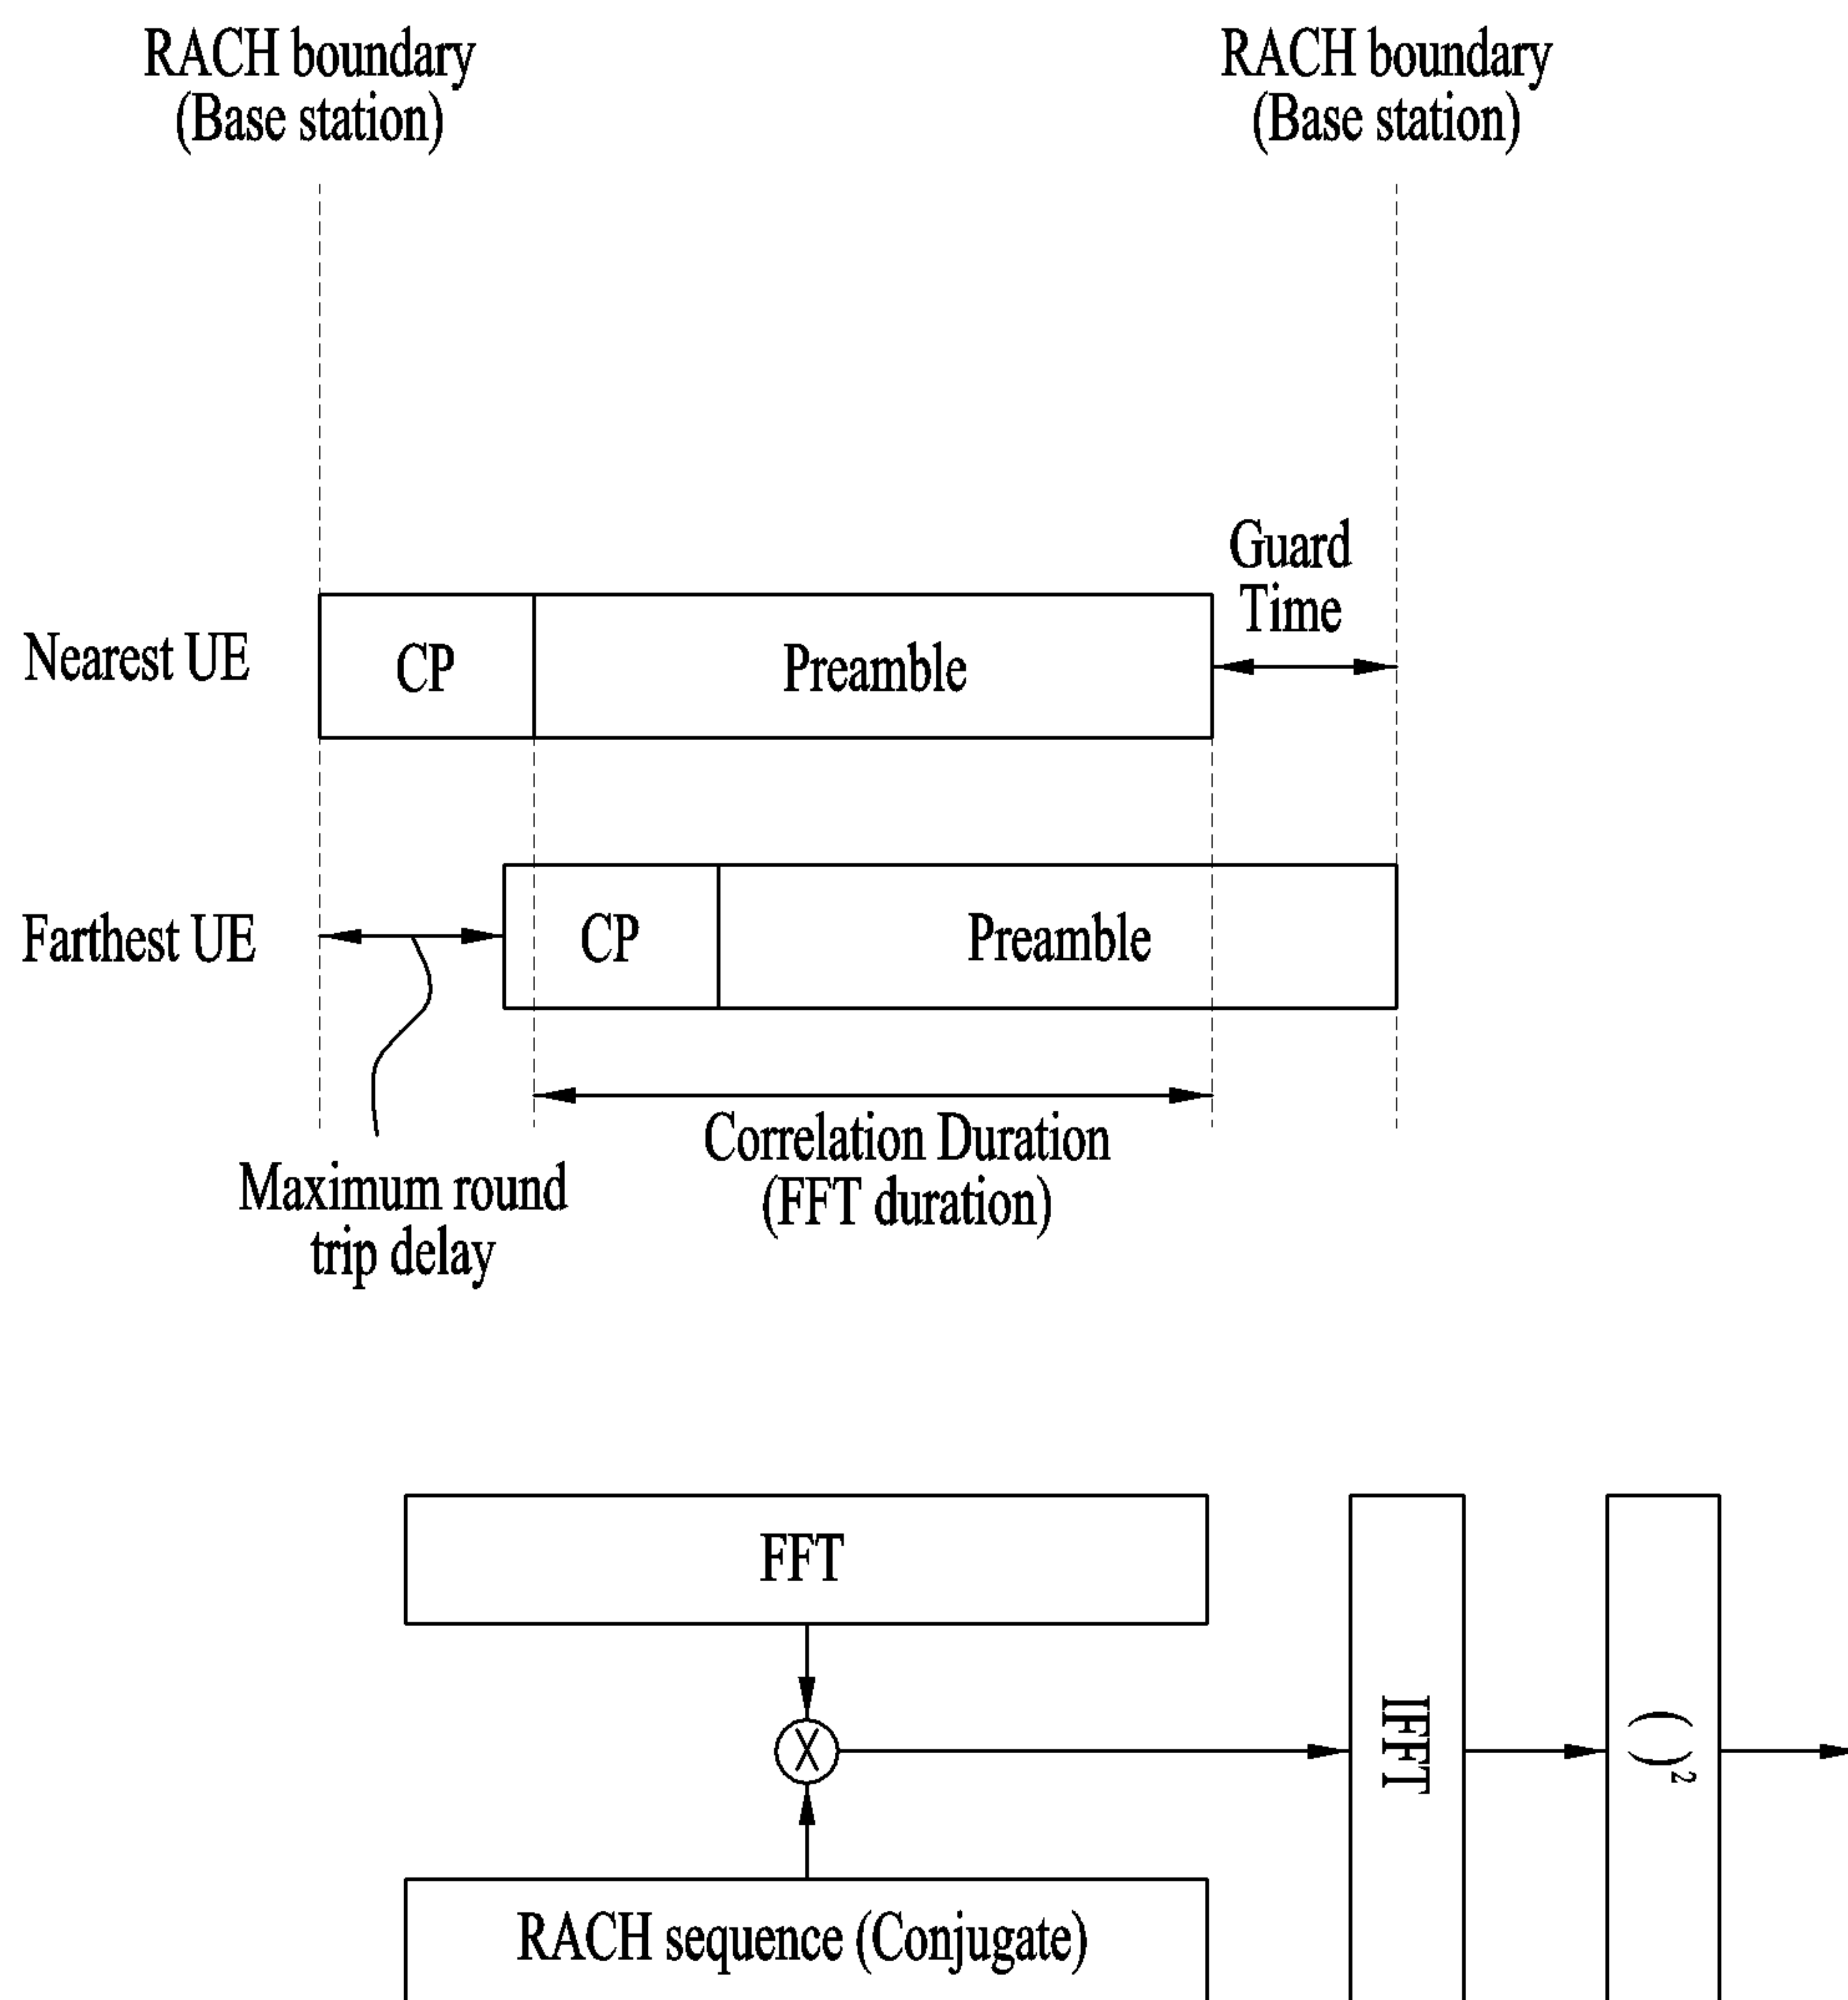 RACH boundary
(Base station)
RACH boundary
(Base station)
Guard
Time
Nearest UE
CP
Preamble
Farthest UE
CP
Preamble
Correlation Duration
(FFT duration)
Maximum round
trip delay
FFT
X
IFFT
( )²
RACH sequence (Conjugate)